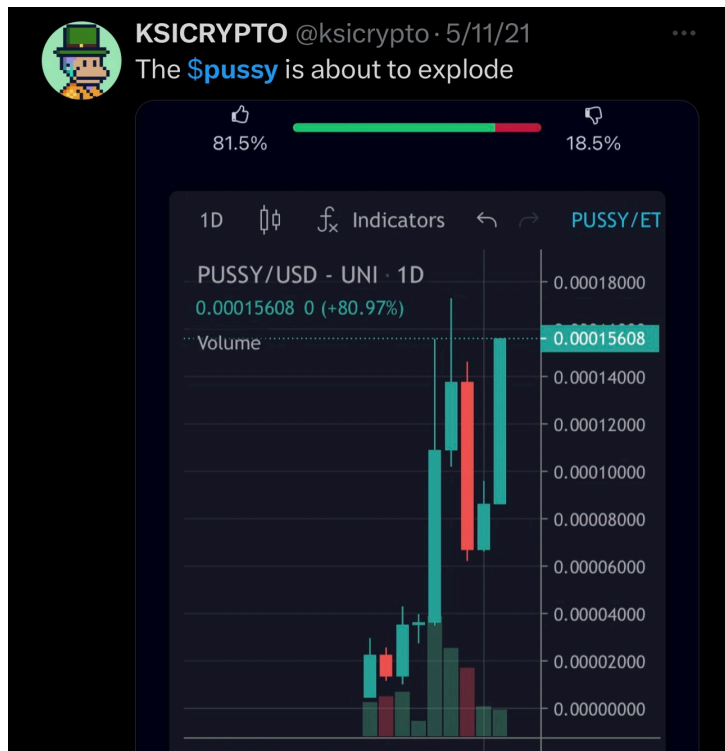 KSICRYPTO @ksicrypto · 5/11/21
The $pussy is about to explode
81.5%
18.5%
1D
Indicators
PUSSY/ET
PUSSY/USD - UNI · 1D
0.00015608 0 (+80.97%)
Volume
0.00018000
0.00015608
0.00014000
0.00012000
0.00010000
0.00008000
0.00006000
0.00004000
0.00002000
0.00000000